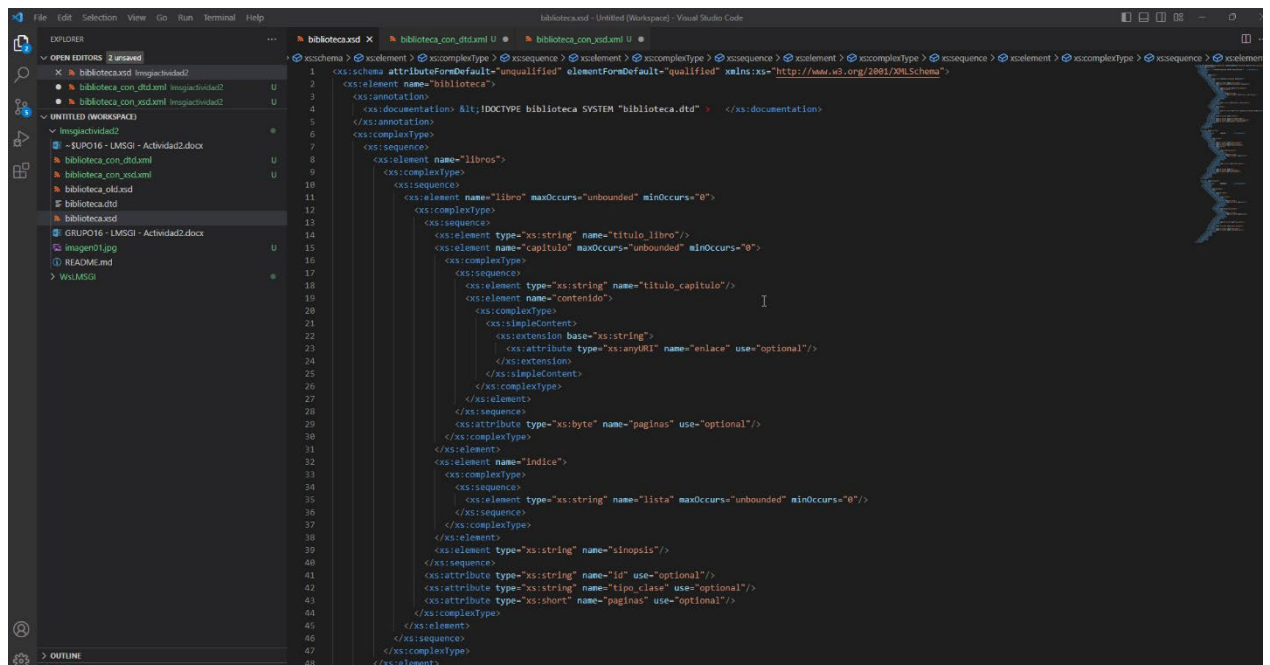 File Edit Selection View Go Run Terminal Help
biblioteca.xsd - Untitled (Workspace) - Visual Studio Code
EXPLORER
OPEN EDITORS 2 unsaved
biblioteca.xsd lmsgiactividad2
biblioteca_con_dtd.xml lmsgiactividad2 U
biblioteca_con_xsd.xml lmsgiactividad2 U
UNTITLED (WORKSPACE)
lmsgiactividad2
~$UPO16 - LMSGI - Actividad2.docx
biblioteca_con_dtd.xml U
biblioteca_con_xsd.xml U
biblioteca_old.xsd
biblioteca.dtd
biblioteca.xsd
GRUPO16 - LMSGI - Actividad2.docx
imagen01.jpg U
README.md
WsLMSGI
OUTLINE
biblioteca.xsd biblioteca_con_dtd.xml U biblioteca_con_xsd.xml U
xs:schema > xs:element > xs:complexType > xs:sequence > xs:element > xs:complexType > xs:sequence > xs:element > xs:complexType > xs:sequence > xs:element > xs:complexType > xs:sequence > xs:element
1 <xs:schema attributeFormDefault="unqualified" elementFormDefault="qualified" xmlns:xs="http://www.w3.org/2001/XMLSchema">
2 <xs:element name="biblioteca">
3 <xs:annotation>
4 <xs:documentation> &lt;!DOCTYPE biblioteca SYSTEM "biblioteca.dtd" > </xs:documentation>
5 </xs:annotation>
6 <xs:complexType>
7 <xs:sequence>
8 <xs:element name="libros">
9 <xs:complexType>
10 <xs:sequence>
11 <xs:element name="libro" maxOccurs="unbounded" minOccurs="0">
12 <xs:complexType>
13 <xs:sequence>
14 <xs:element type="xs:string" name="titulo_libro"/>
15 <xs:element name="capitulo" maxOccurs="unbounded" minOccurs="0">
16 <xs:complexType>
17 <xs:sequence>
18 <xs:element type="xs:string" name="titulo_capitulo"/>
19 <xs:element name="contenido">
20 <xs:complexType>
21 <xs:simpleContent>
22 <xs:extension base="xs:string">
23 <xs:attribute type="xs:anyURI" name="enlace" use="optional"/>
24 </xs:extension>
25 </xs:simpleContent>
26 </xs:complexType>
27 </xs:element>
28 </xs:sequence>
29 <xs:attribute type="xs:byte" name="paginas" use="optional"/>
30 </xs:complexType>
31 </xs:element>
32 <xs:element name="indice">
33 <xs:complexType>
34 <xs:sequence>
35 <xs:element type="xs:string" name="lista" maxOccurs="unbounded" minOccurs="0"/>
36 </xs:sequence>
37 </xs:complexType>
38 </xs:element>
39 <xs:element type="xs:string" name="sinopsis"/>
40 </xs:sequence>
41 <xs:attribute type="xs:string" name="id" use="optional"/>
42 <xs:attribute type="xs:string" name="tipo_clase" use="optional"/>
43 <xs:attribute type="xs:short" name="paginas" use="optional"/>
44 </xs:complexType>
45 </xs:element>
46 </xs:sequence>
47 </xs:complexType>
48 </xs:element>